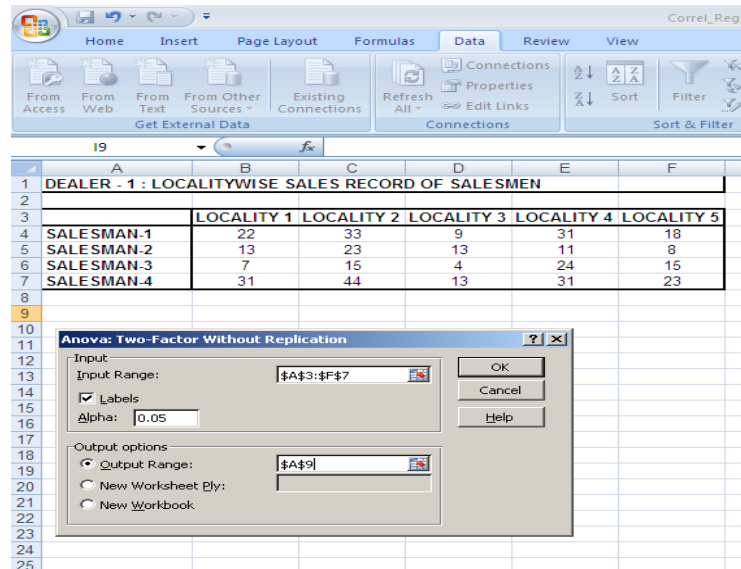 Correl_Reg
Home Insert Page Layout Formulas Data Review View
From Access
From Web
From Text
From Other Sources
Existing Connections
Get External Data
Refresh All
Connections
Properties
Edit Links
Connections
Sort
Filter
Sort & Filter
I9 fx
A B C D E F
1 DEALER - 1 : LOCALITYWISE SALES RECORD OF SALESMEN
2
3 LOCALITY 1 LOCALITY 2 LOCALITY 3 LOCALITY 4 LOCALITY 5
4 SALESMAN-1 22 33 9 31 18
5 SALESMAN-2 13 23 13 11 8
6 SALESMAN-3 7 15 4 24 15
7 SALESMAN-4 31 44 13 31 23
8
9
10
11
12
13
14
15
16
17
18
19
20
21
22
23
24
25
Anova: Two-Factor Without Replication
Input
Input Range: $A$3:$F$7
Labels
Alpha: 0.05
OK
Cancel
Help
Output options
Output Range: $A$9
New Worksheet Ply:
New Workbook